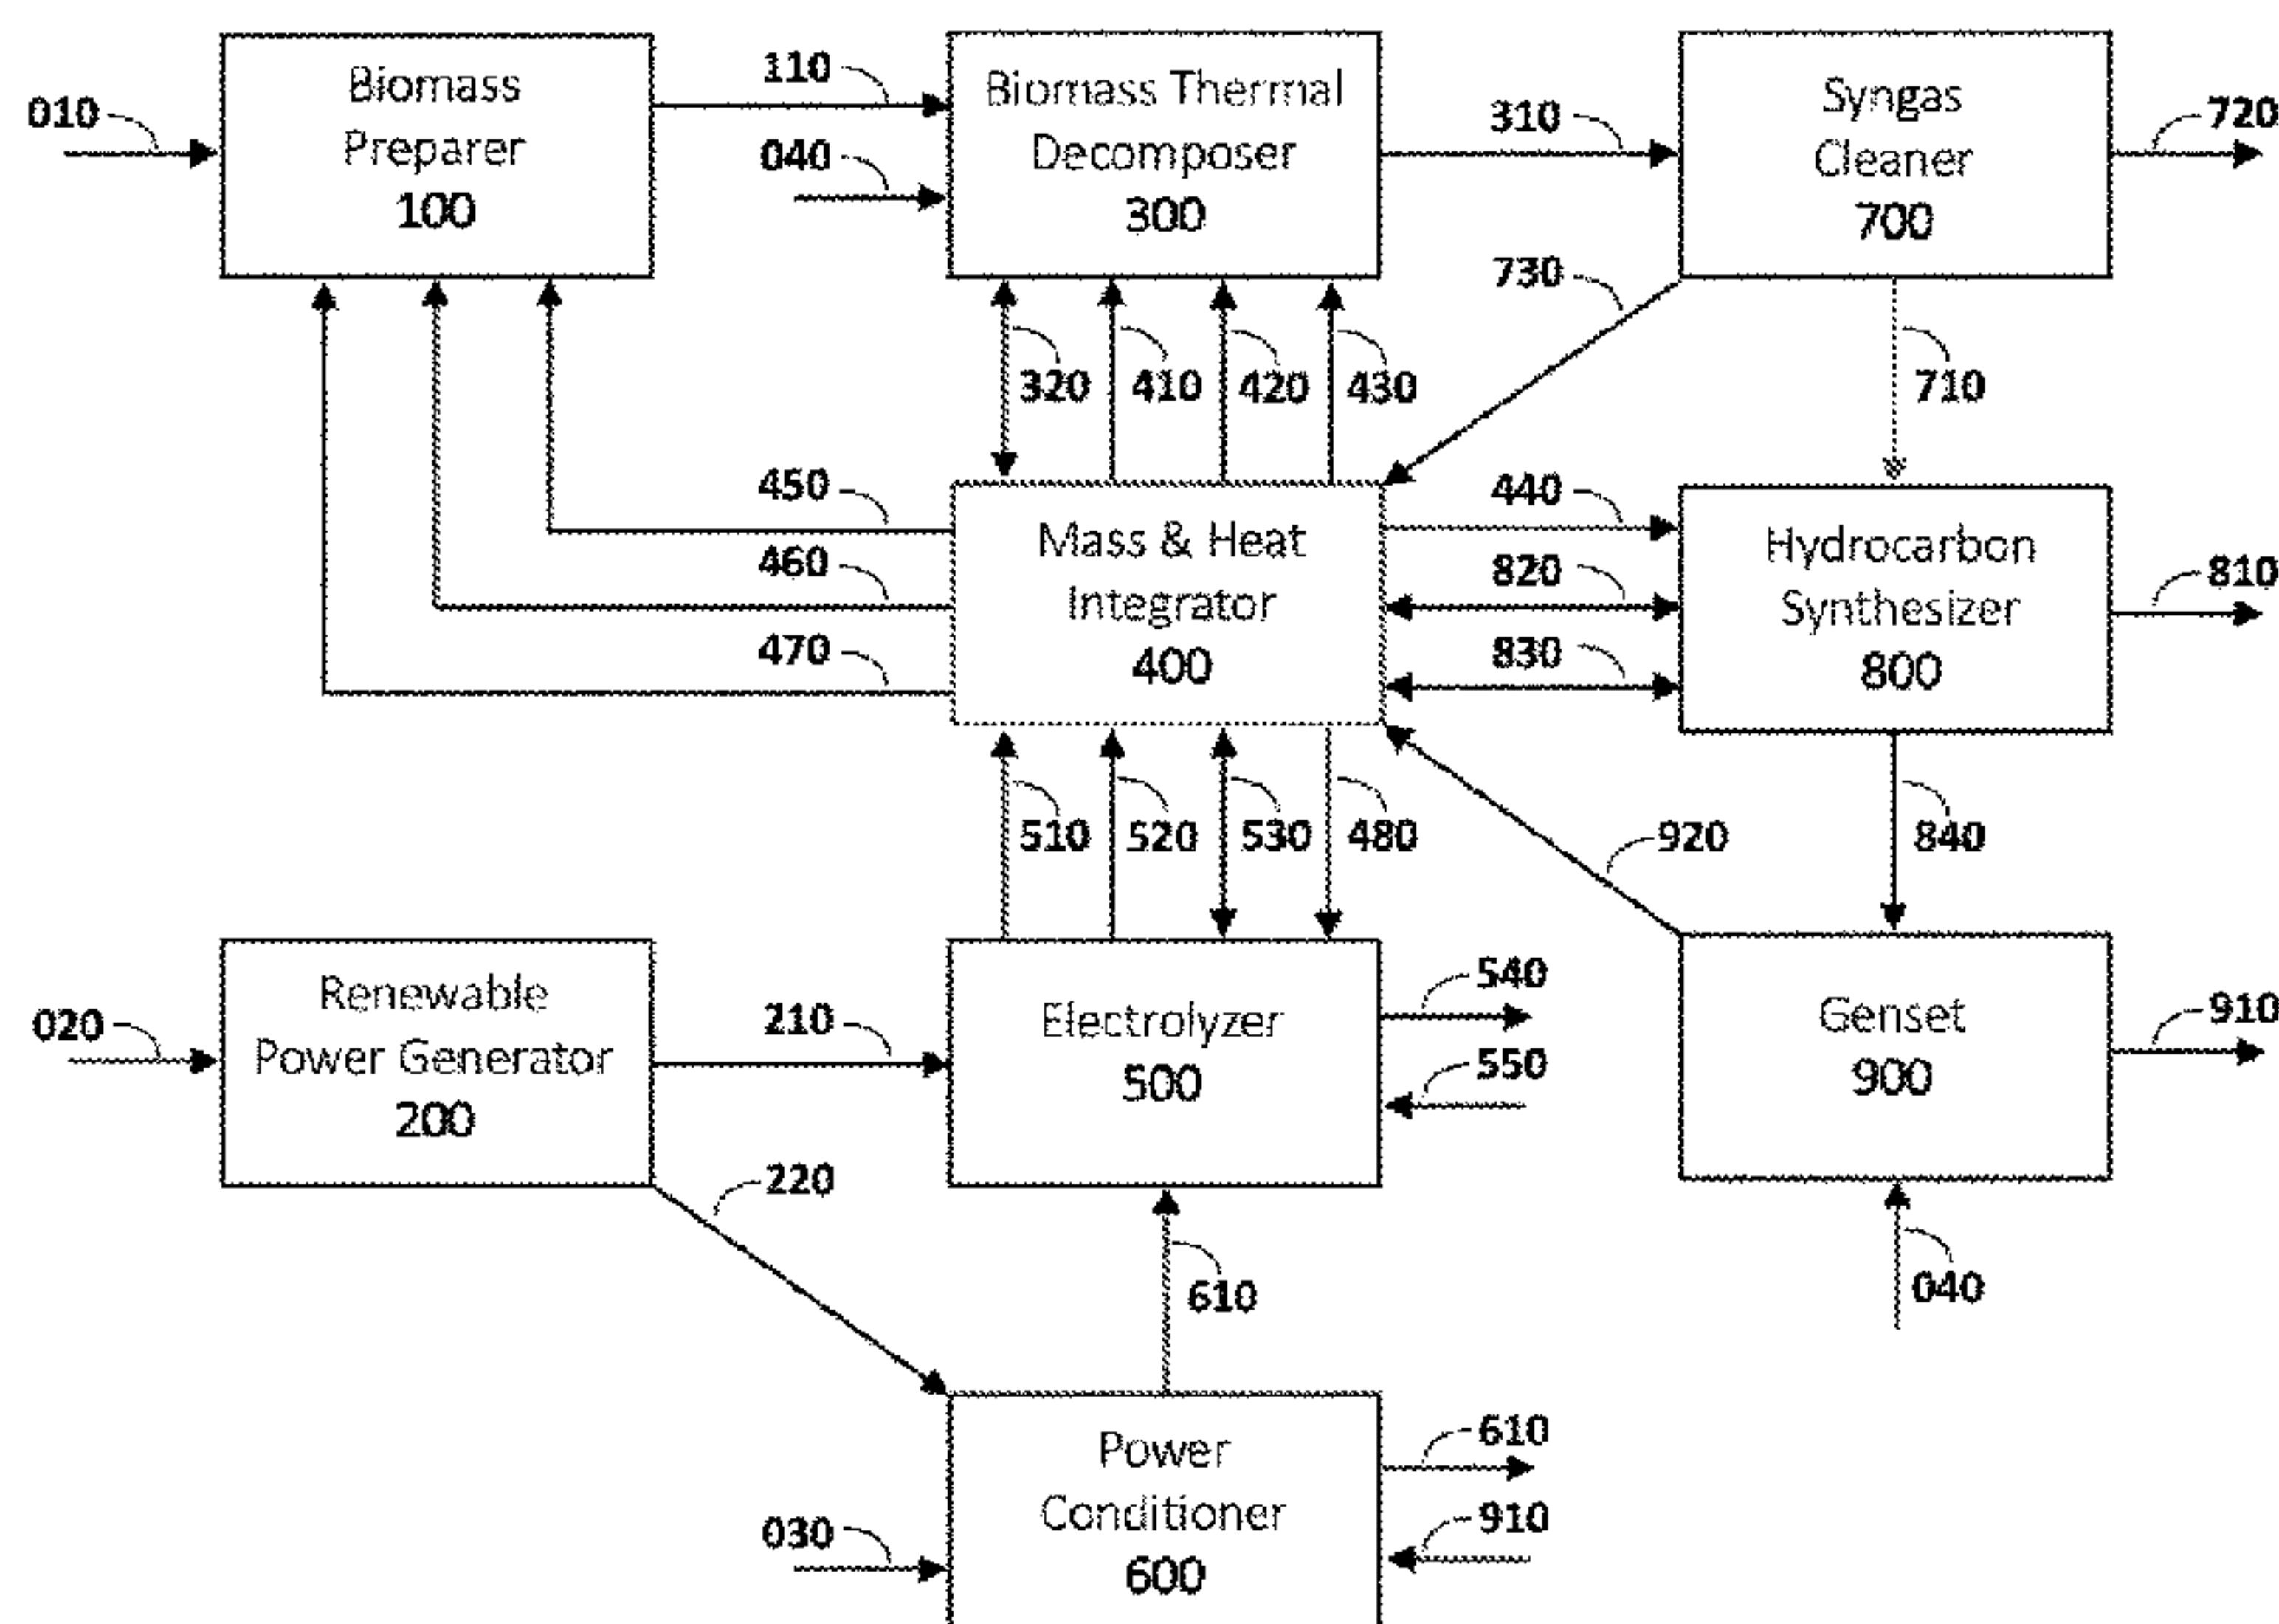 010
Biomass
Preparer
100
110
040
Biomass Thermal
Decomposer
300
310
Syngas
Cleaner
700
720
730
710
320
410
420
430
450
460
470
Mass & Heat
Integrator
400
440
820
830
Hydrocarbon
Synthesizer
800
810
510
520
530
480
920
840
020
Renewable
Power Generator
200
210
220
Electrolyzer
500
540
550
Genset
900
910
040
610
030
Power
Conditioner
600
610
910